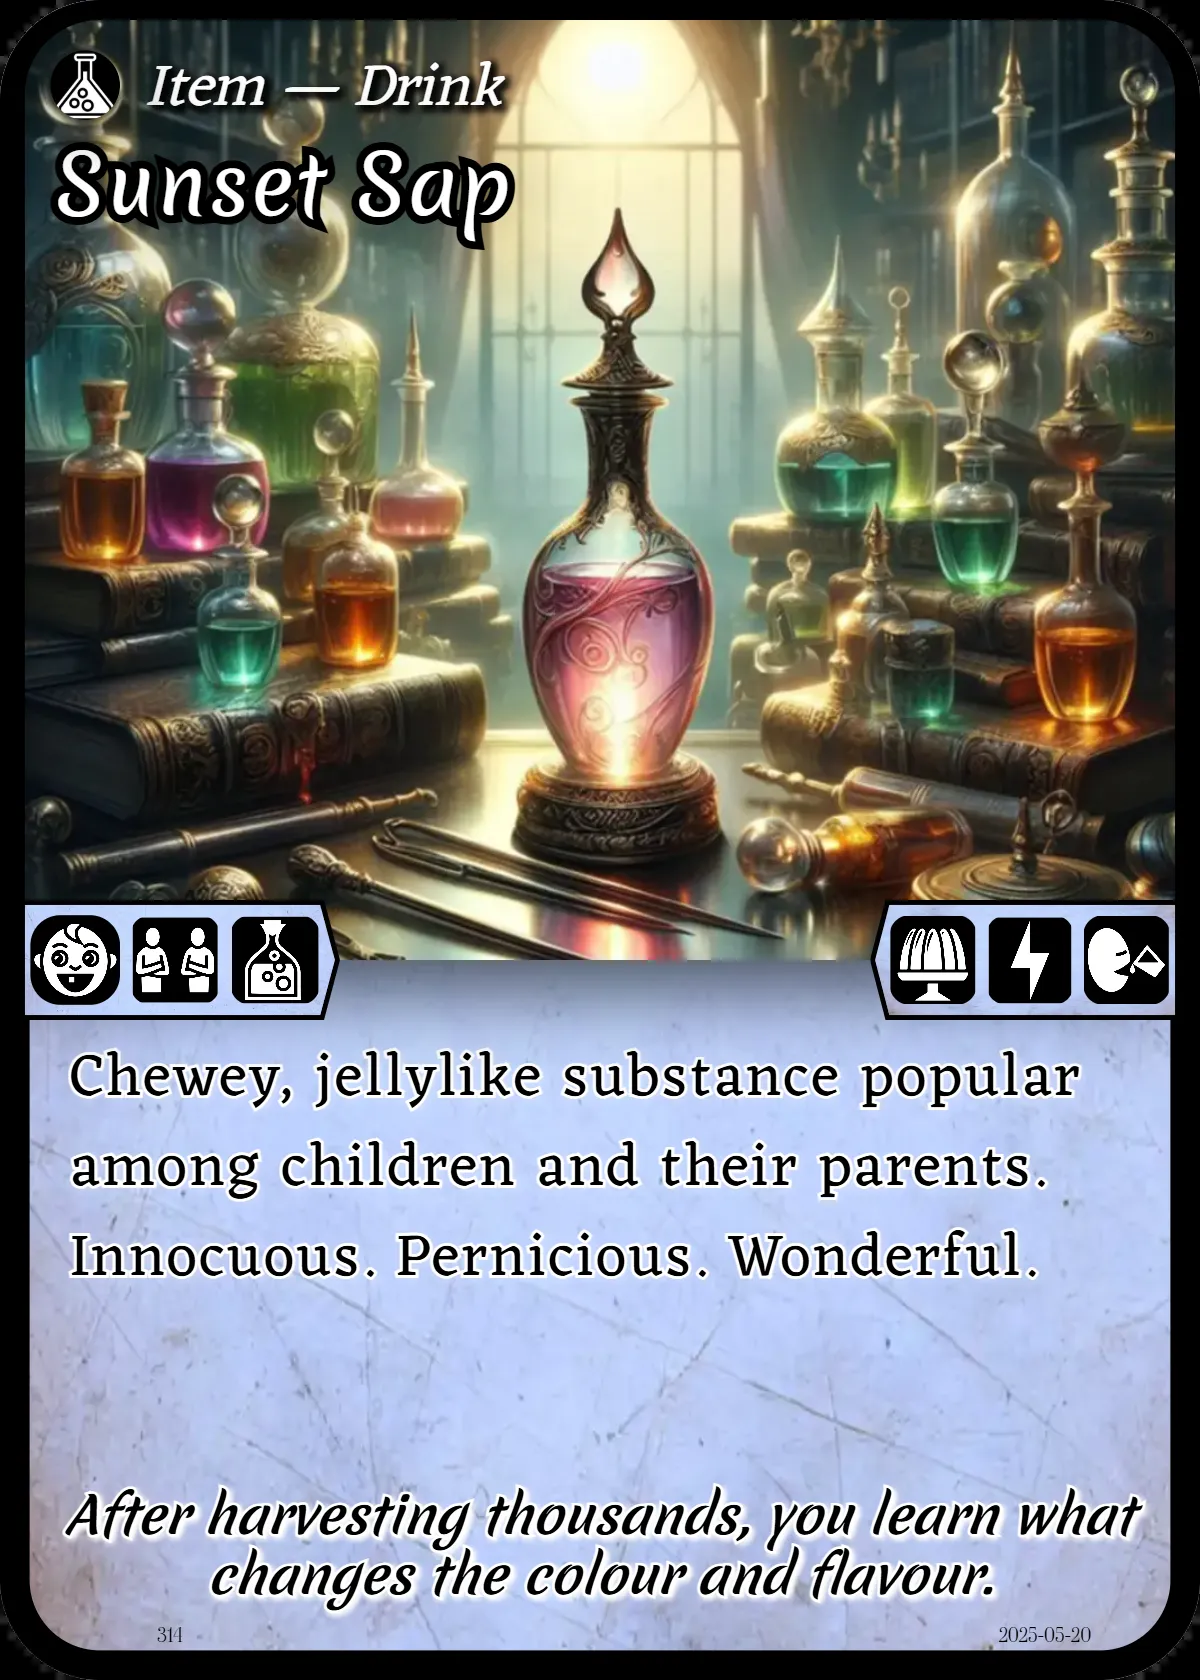 Item — Drink
Sunset Sap
Chewey, jellylike substance popular
among children and their parents.
Innocuous. Pernicious. Wonderful.
After harvesting thousands, you learn what
changes the colour and flavour.
314
2025-05-20